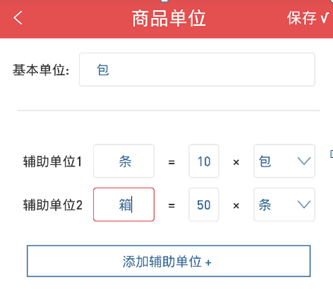 商品单位 保存 √
基本单位: 包
辅助单位1 条 = 10 × 包
辅助单位2 箱 = 50 × 条
添加辅助单位 +